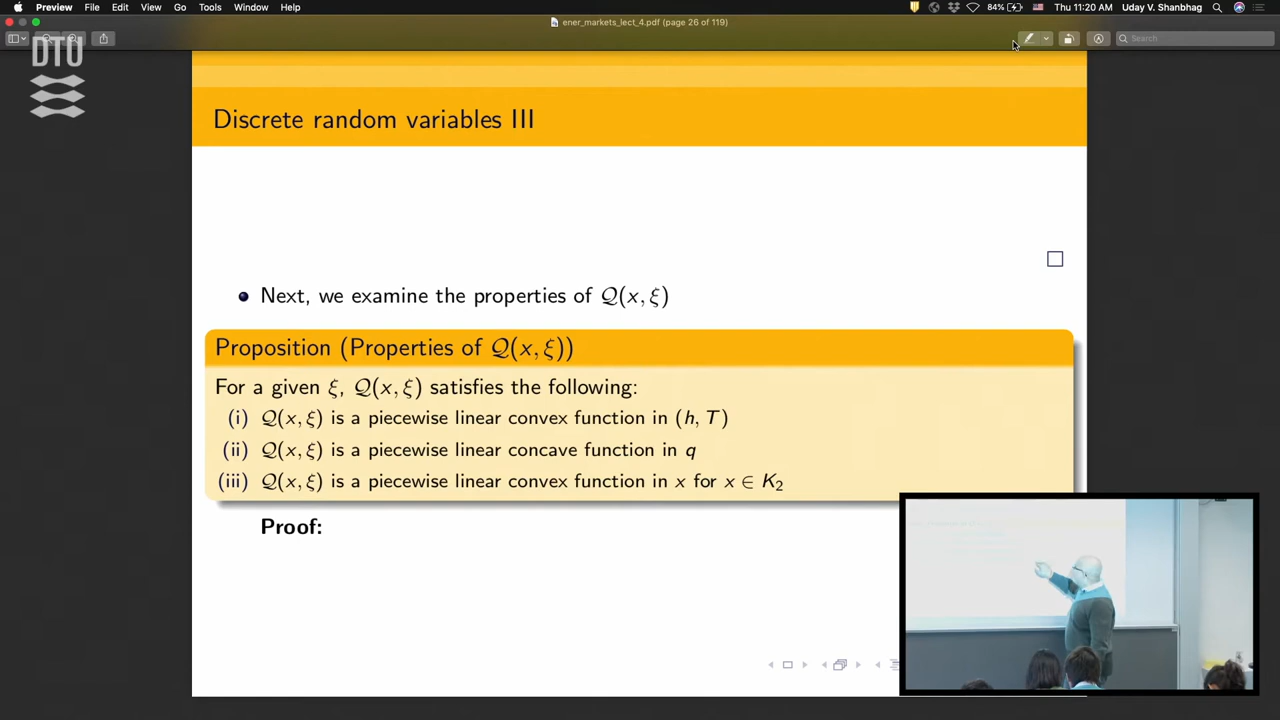 Preview File Edit View Go Tools Window Help 84% Thu 11:20 AM Uday V. Shanbhag
ener_markets_lect_4.pdf (page 26 of 119)
Search
DTU
Discrete random variables III
Next, we examine the properties of 𝒬(x, ξ)
Proposition (Properties of 𝒬(x, ξ))
For a given ξ, 𝒬(x, ξ) satisfies the following:
(i) 𝒬(x, ξ) is a piecewise linear convex function in (h, T)
(ii) 𝒬(x, ξ) is a piecewise linear concave function in q
(iii) 𝒬(x, ξ) is a piecewise linear convex function in x for x ∈ K₂
Proof: